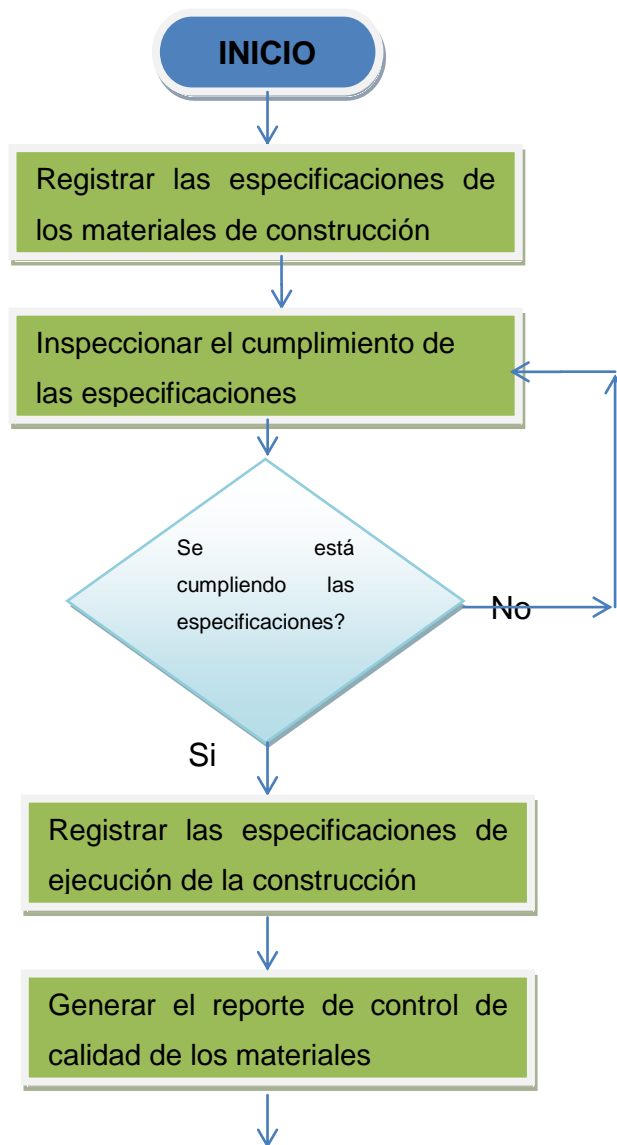 INICIO
Registrar las especificaciones de
los materiales de construcción
Inspeccionar el cumplimiento de
las especificaciones
Se está
cumpliendo las
especificaciones?
No
Si
Registrar las especificaciones de
ejecución de la construcción
Generar el reporte de control de
calidad de los materiales